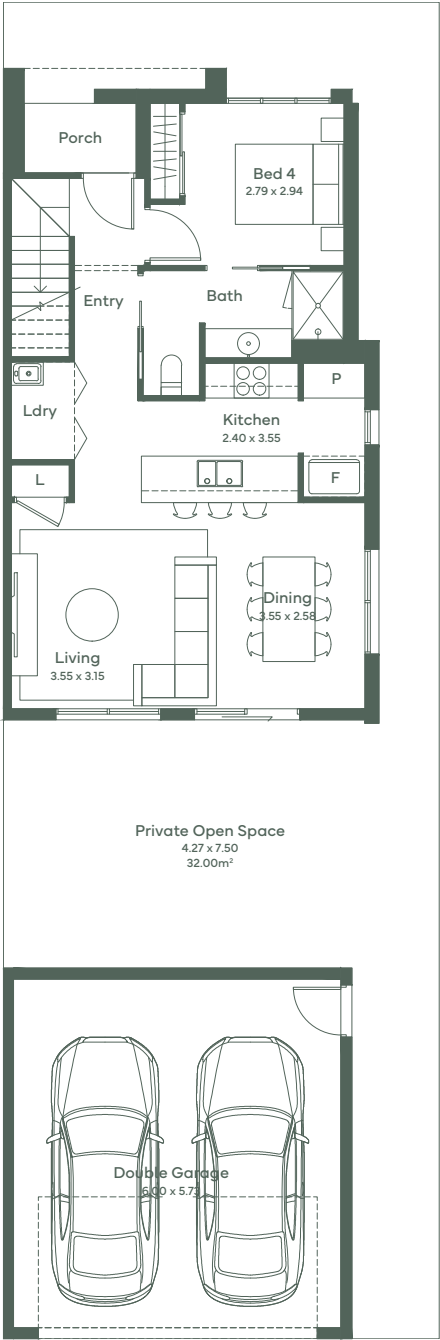 Porch
Bed 4
2.79 x 2.94
Entry
Bath
P
Ldry
Kitchen
2.40 x 3.55
L
F
Dining
3.55 x 2.58
Living
3.55 x 3.15
Private Open Space
4.27 x 7.50
32.00m²
Double Garage
6.00 x 5.73